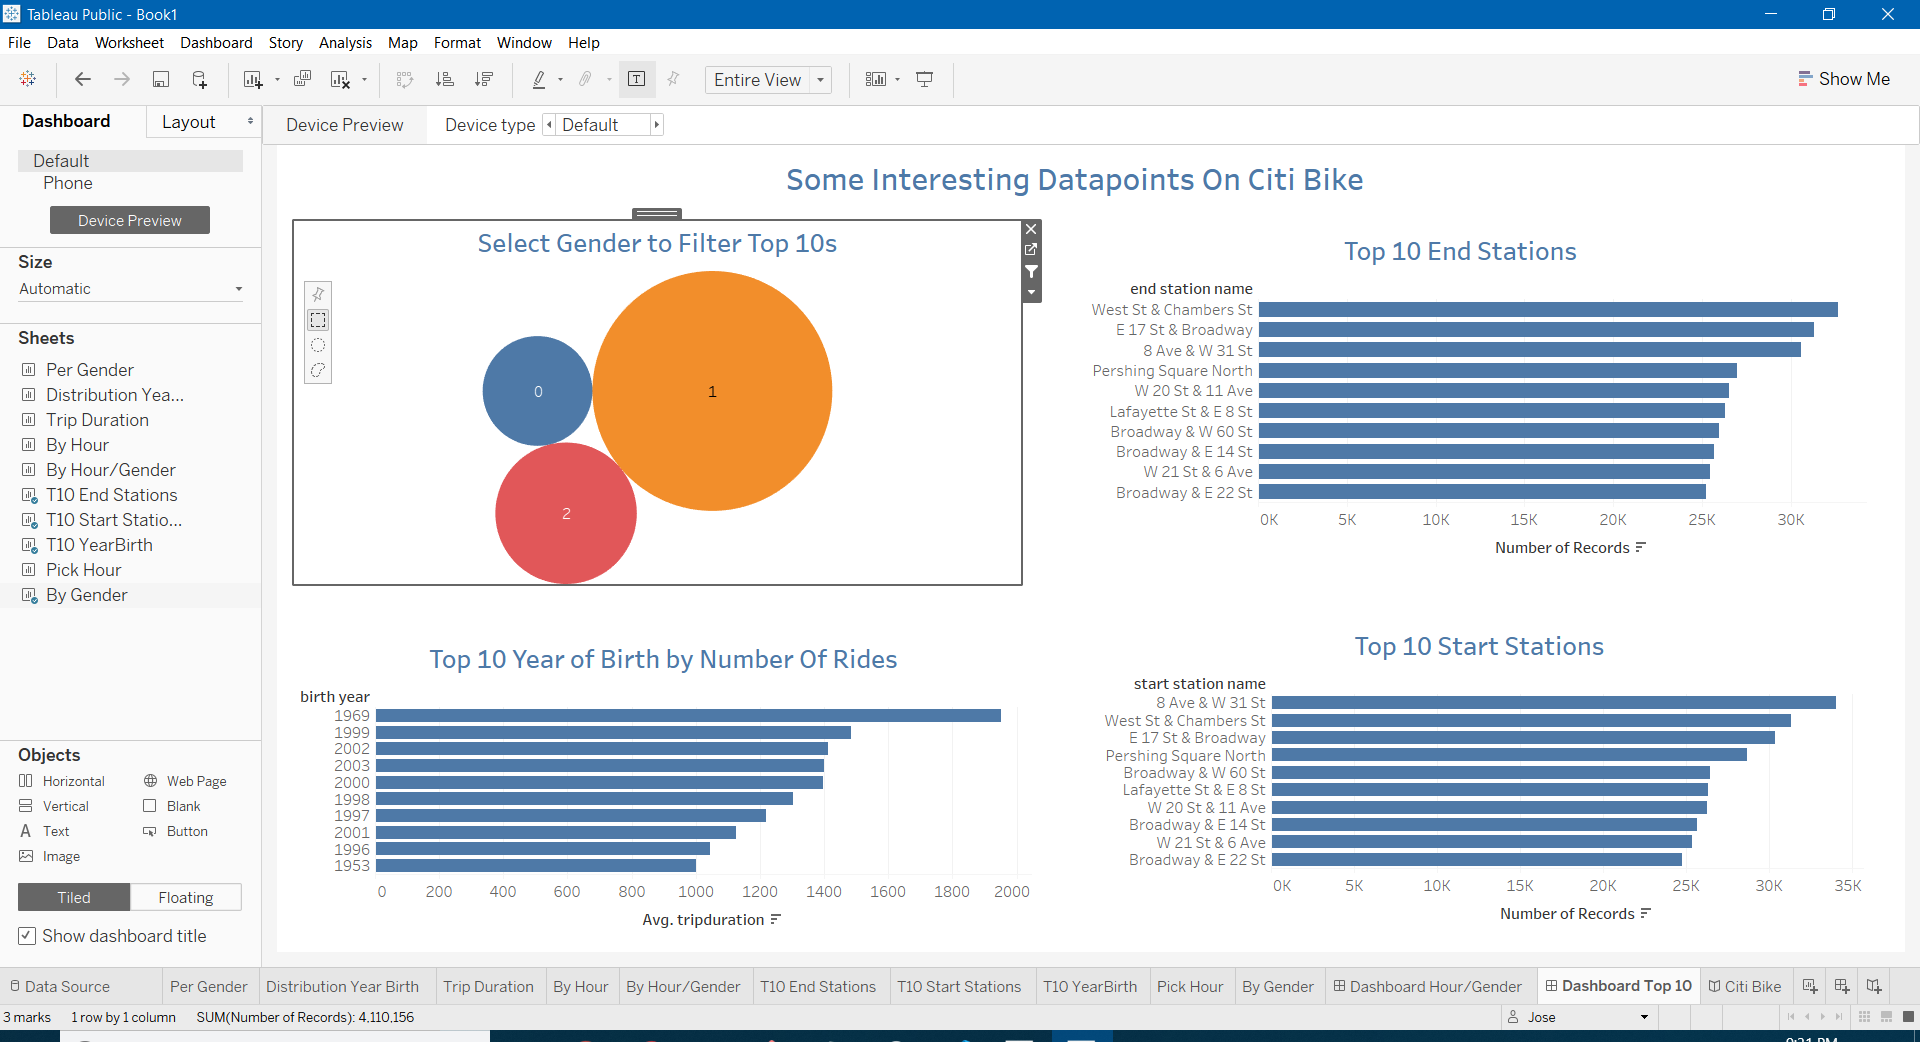 Tableau Public - Book1
File Data Worksheet Dashboard Story Analysis Map Format Window Help
Entire View
Show Me
Dashboard Layout
Device Preview Device type Default
Default
Phone
Device Preview
Size
Automatic
Sheets
Per Gender
Distribution Yea...
Trip Duration
By Hour
By Hour/Gender
T10 End Stations
T10 Start Statio...
T10 YearBirth
Pick Hour
By Gender
Objects
Horizontal Web Page
Vertical Blank
A Text Button
Image
Tiled Floating
Show dashboard title
Some Interesting Datapoints On Citi Bike
Select Gender to Filter Top 10s
0
1
2
Top 10 End Stations
end station name
West St & Chambers St
E 17 St & Broadway
8 Ave & W 31 St
Pershing Square North
W 20 St & 11 Ave
Lafayette St & E 8 St
Broadway & W 60 St
Broadway & E 14 St
W 21 St & 6 Ave
Broadway & E 22 St
0K 5K 10K 15K 20K 25K 30K
Number of Records
Top 10 Year of Birth by Number Of Rides
birth year
1969
1999
2002
2003
2000
1998
1997
2001
1996
1953
0 200 400 600 800 1000 1200 1400 1600 1800 2000
Avg. tripduration
Top 10 Start Stations
start station name
8 Ave & W 31 St
West St & Chambers St
E 17 St & Broadway
Pershing Square North
Broadway & W 60 St
Lafayette St & E 8 St
W 20 St & 11 Ave
Broadway & E 14 St
W 21 St & 6 Ave
Broadway & E 22 St
0K 5K 10K 15K 20K 25K 30K 35K
Number of Records
Data Source Per Gender Distribution Year Birth Trip Duration By Hour By Hour/Gender T10 End Stations T10 Start Stations T10 YearBirth Pick Hour By Gender Dashboard Hour/Gender Dashboard Top 10 Citi Bike
3 marks 1 row by 1 column SUM(Number of Records): 4,110,156 Jose